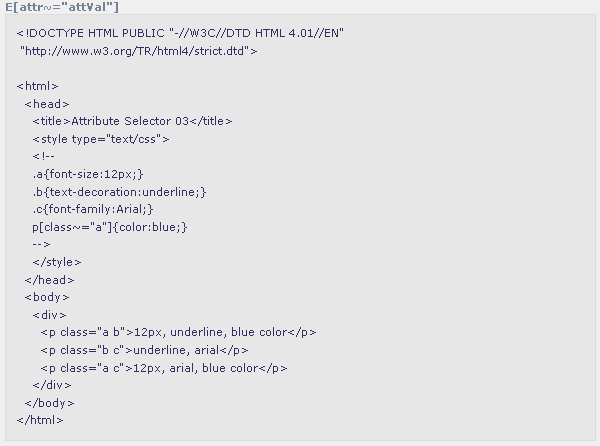 E[attr~="attVal"]
<!DOCTYPE HTML PUBLIC "-//W3C//DTD HTML 4.01//EN"
"http://www.w3.org/TR/html4/strict.dtd">
<html>
<head>
<title>Attribute Selector 03</title>
<style type="text/css">
<!--
.a{font-size:12px;}
.b{text-decoration:underline;}
.c{font-family:Arial;}
p[class~="a"]{color:blue;}
-->
</style>
</head>
<body>
<div>
<p class="a b">12px, underline, blue color</p>
<p class="b c">underline, arial</p>
<p class="a c">12px, arial, blue color</p>
</div>
</body>
</html>